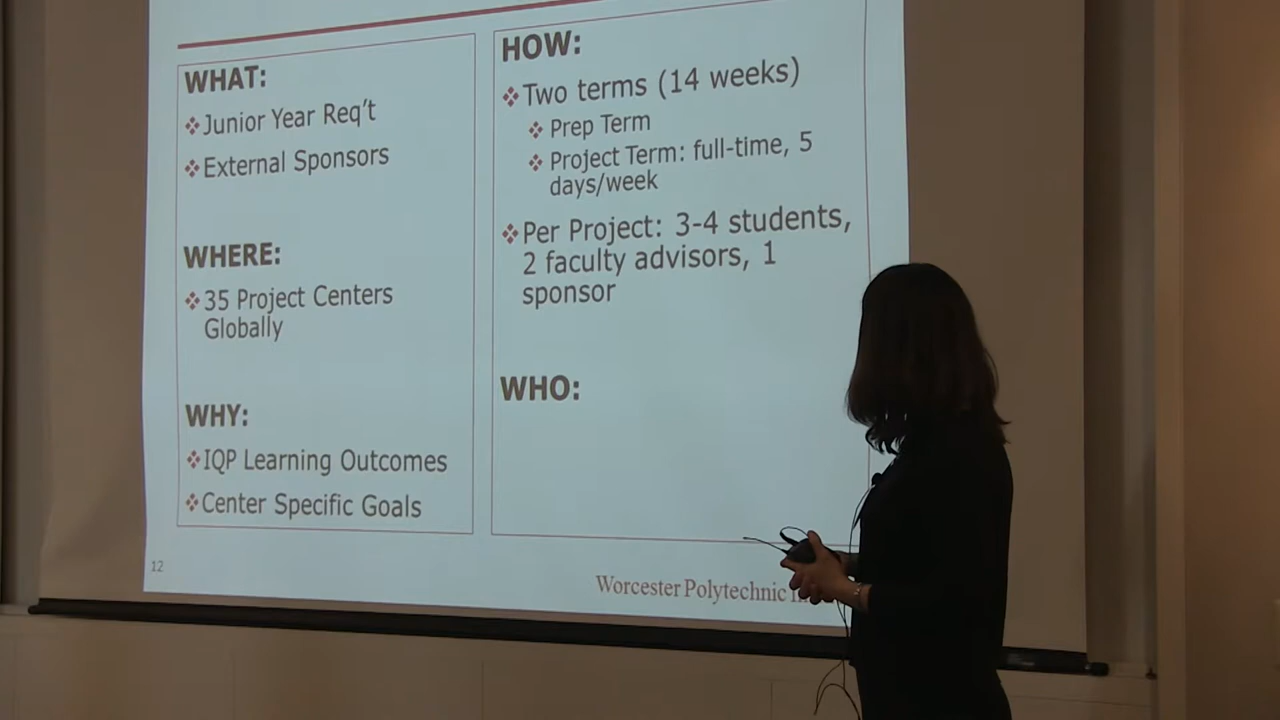 WHAT:
❖Junior Year Req't
❖External Sponsors
WHERE:
❖35 Project Centers
Globally
WHY:
❖IQP Learning Outcomes
❖Center Specific Goals
HOW:
❖Two terms (14 weeks)
❖Prep Term
❖Project Term: full-time, 5
days/week
❖Per Project: 3-4 students,
2 faculty advisors, 1
sponsor
WHO:
12
Worcester Polytechnic